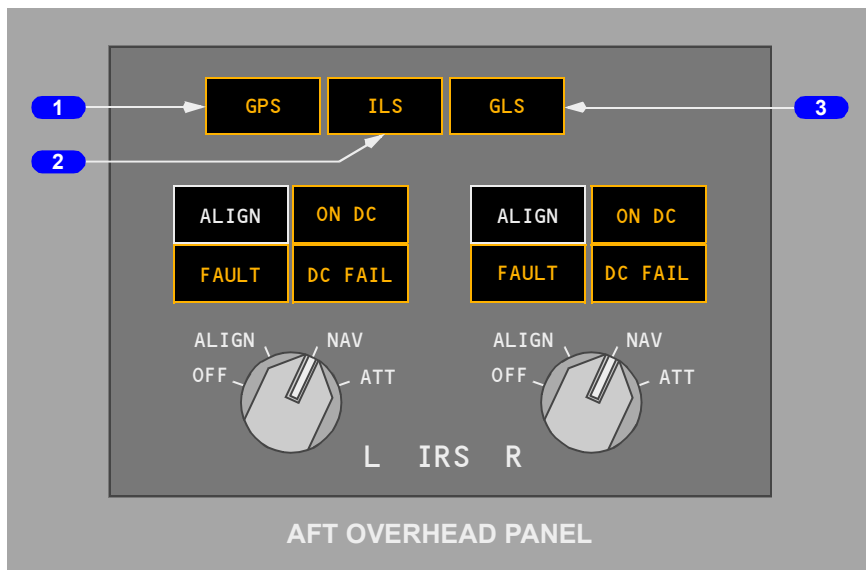 1 GPS ILS GLS 3
2
ALIGN ON DC ALIGN ON DC
FAULT DC FAIL FAULT DC FAIL
ALIGN NAV ALIGN NAV
OFF ATT OFF ATT
L IRS R
AFT OVERHEAD PANEL